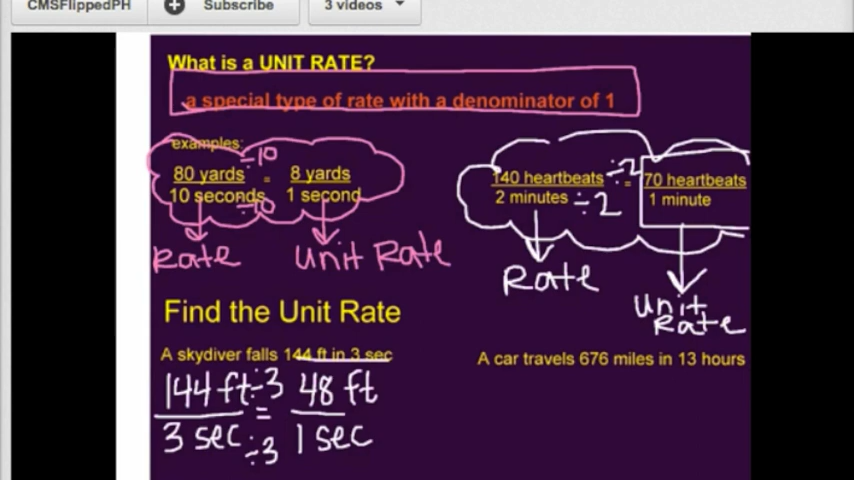 CMSFlippedPH Subscribe 3 videos
What is a UNIT RATE?
a special type of rate with a denominator of 1
examples:
80 yards ÷10 = 8 yards
10 seconds ÷10 1 second
Rate Unit Rate
140 heartbeats ÷2 = 70 heartbeats
2 minutes ÷2 1 minute
Rate
Unit
Rate
Find the Unit Rate
A skydiver falls 144 ft in 3 sec
144 ft ÷3 = 48 ft
3 sec ÷3 1 sec
A car travels 676 miles in 13 hours